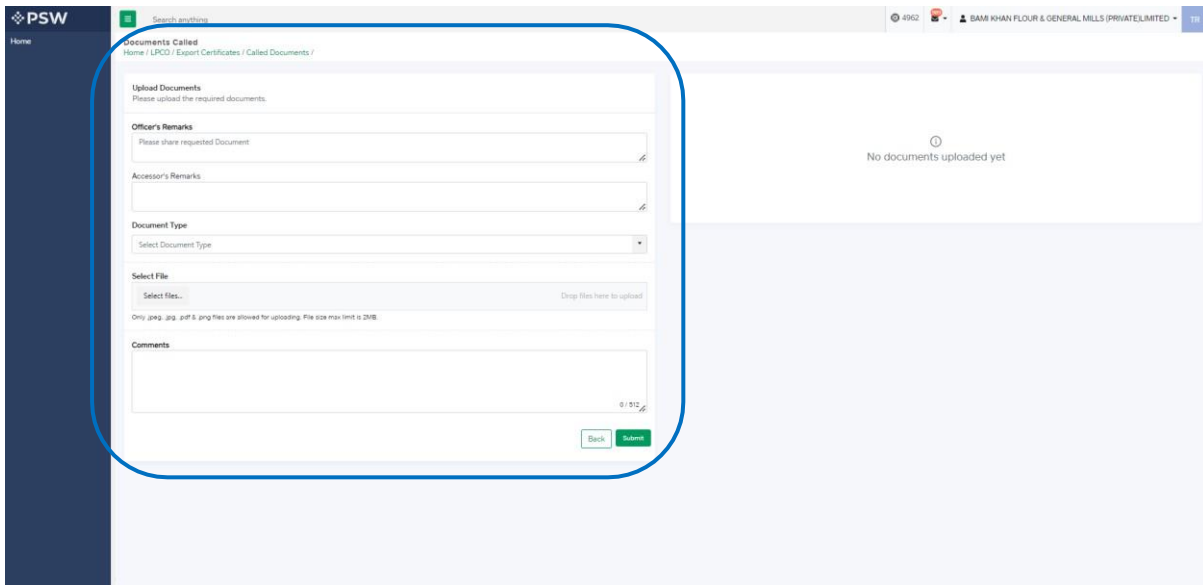 PSW
Search anything
4962
BAMI KHAN FLOUR & GENERAL MILLS (PRIVATE)LIMITED
TR
Home
Documents Called
Home / LPCO / Export Certificates / Called Documents /
Upload Documents
Please upload the required documents.
Officer's Remarks
Please share requested Document
Accessor's Remarks
Document Type
Select Document Type
Select File
Select files...
Drop files here to upload
Only .jpeg, .jpg, .pdf & .png files are allowed for uploading. File size max limit is 2MB.
Comments
0 / 512
Back
Submit
No documents uploaded yet